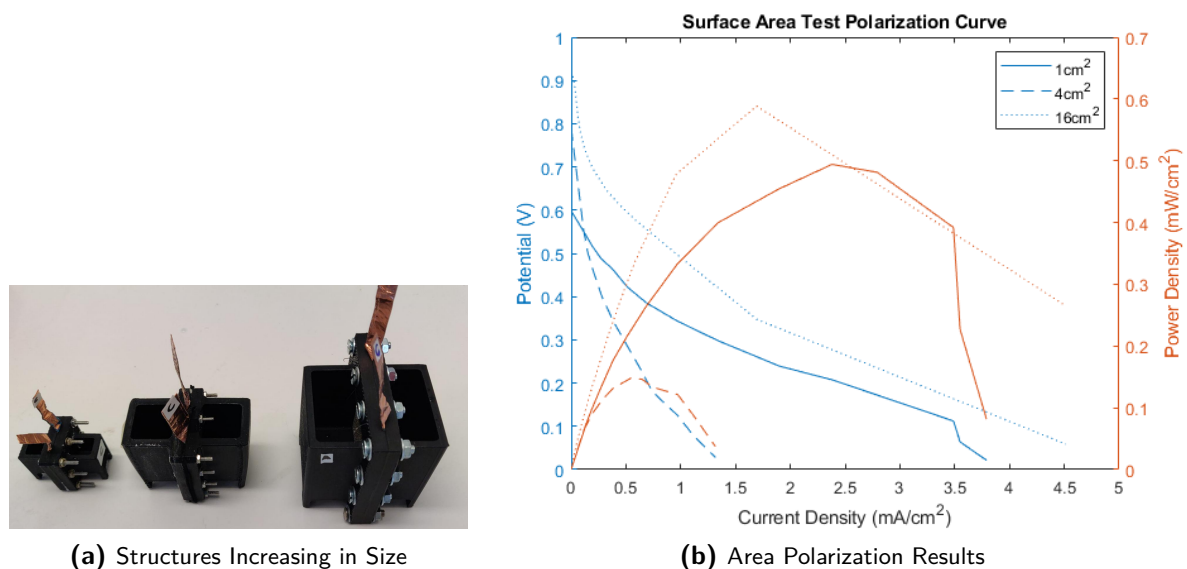 Surface Area Test Polarization Curve
1
0.9
0.8
0.7
0.6
0.5
0.4
0.3
0.2
0.1
0
Potential (V)
1cm²
4cm²
16cm²
0.7
0.6
0.5
0.4
0.3
0.2
0.1
0
Power Density (mW/cm²)
0 0.5 1 1.5 2 2.5 3 3.5 4 4.5 5
Current Density (mA/cm²)
(a) Structures Increasing in Size
(b) Area Polarization Results